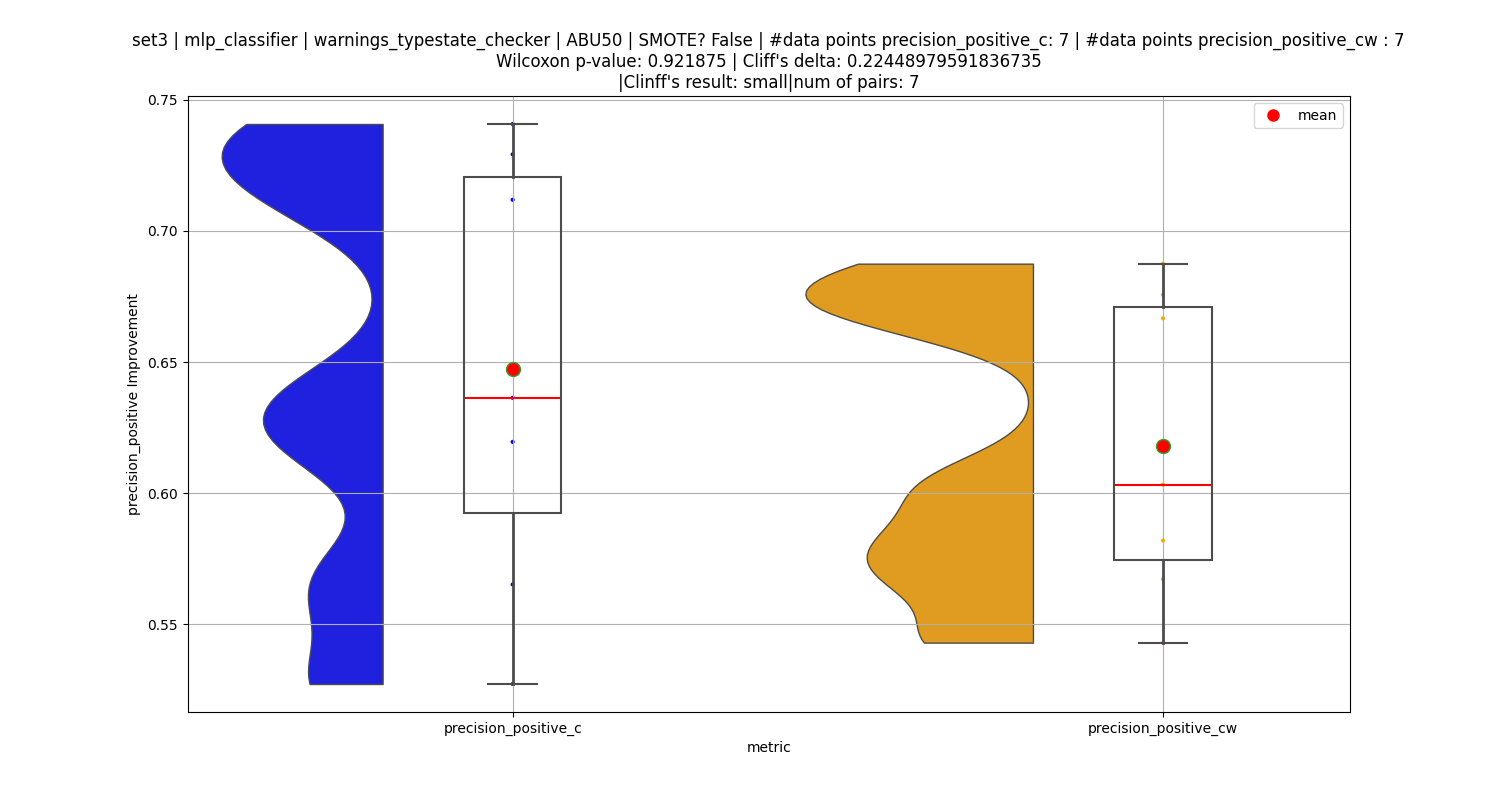 set3 | mlp_classifier | warnings_typestate_checker | ABU50 | SMOTE? False | #data points precision_positive_c: 7 | #data points precision_positive_cw : 7
Wilcoxon p-value: 0.921875 | Cliff's delta: 0.22448979591836735
|Clinff's result: small|num of pairs: 7
mean
0.75
0.70
0.65
0.60
0.55
precision_positive Improvement
precision_positive_c
precision_positive_cw
metric